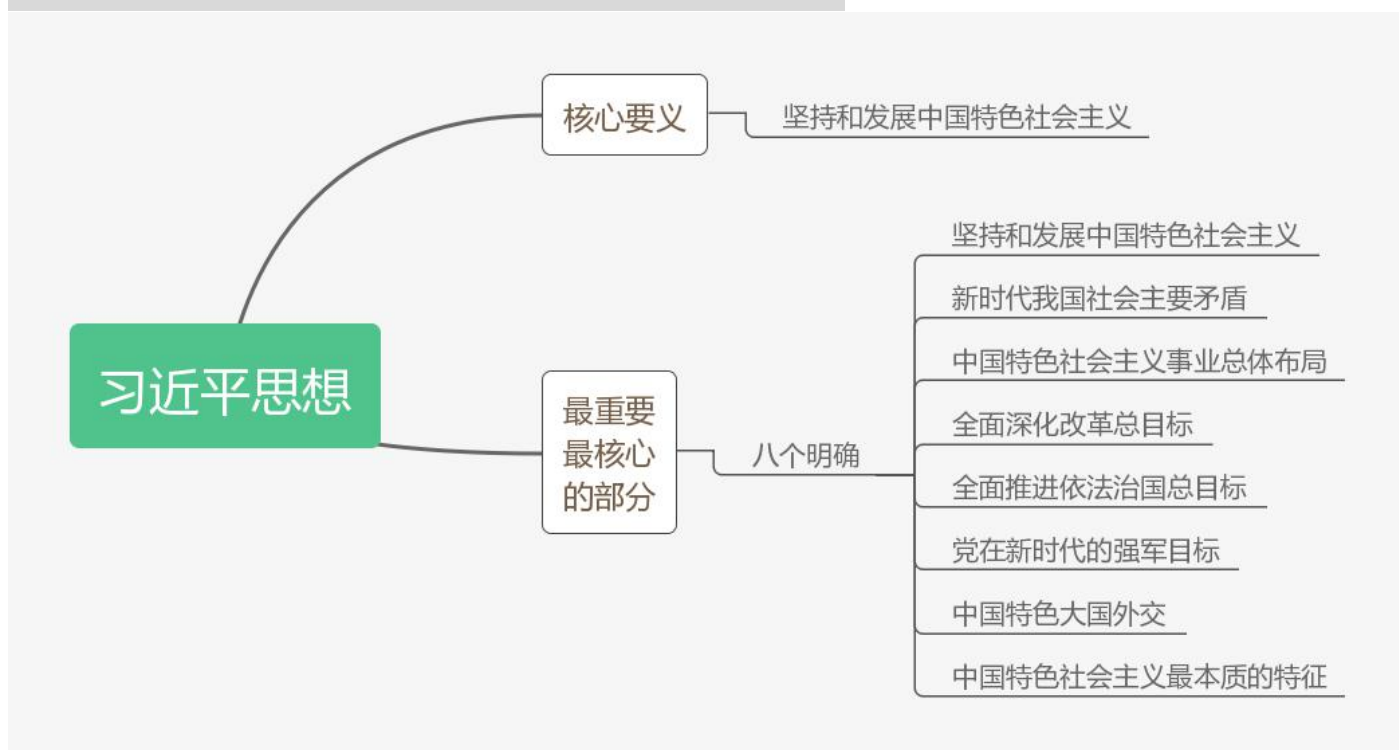 核心要义
坚持和发展中国特色社会主义
习近平思想
最重要
最核心
的部分
八个明确
坚持和发展中国特色社会主义
新时代我国社会主要矛盾
中国特色社会主义事业总体布局
全面深化改革总目标
全面推进依法治国总目标
党在新时代的强军目标
中国特色大国外交
中国特色社会主义最本质的特征